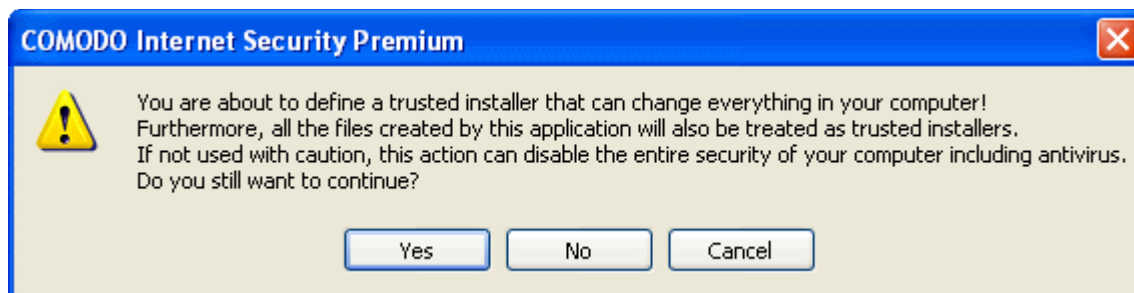 COMODO Internet Security Premium
You are about to define a trusted installer that can change everything in your computer!
Furthermore, all the files created by this application will also be treated as trusted installers.
If not used with caution, this action can disable the entire security of your computer including antivirus.
Do you still want to continue?
Yes No Cancel